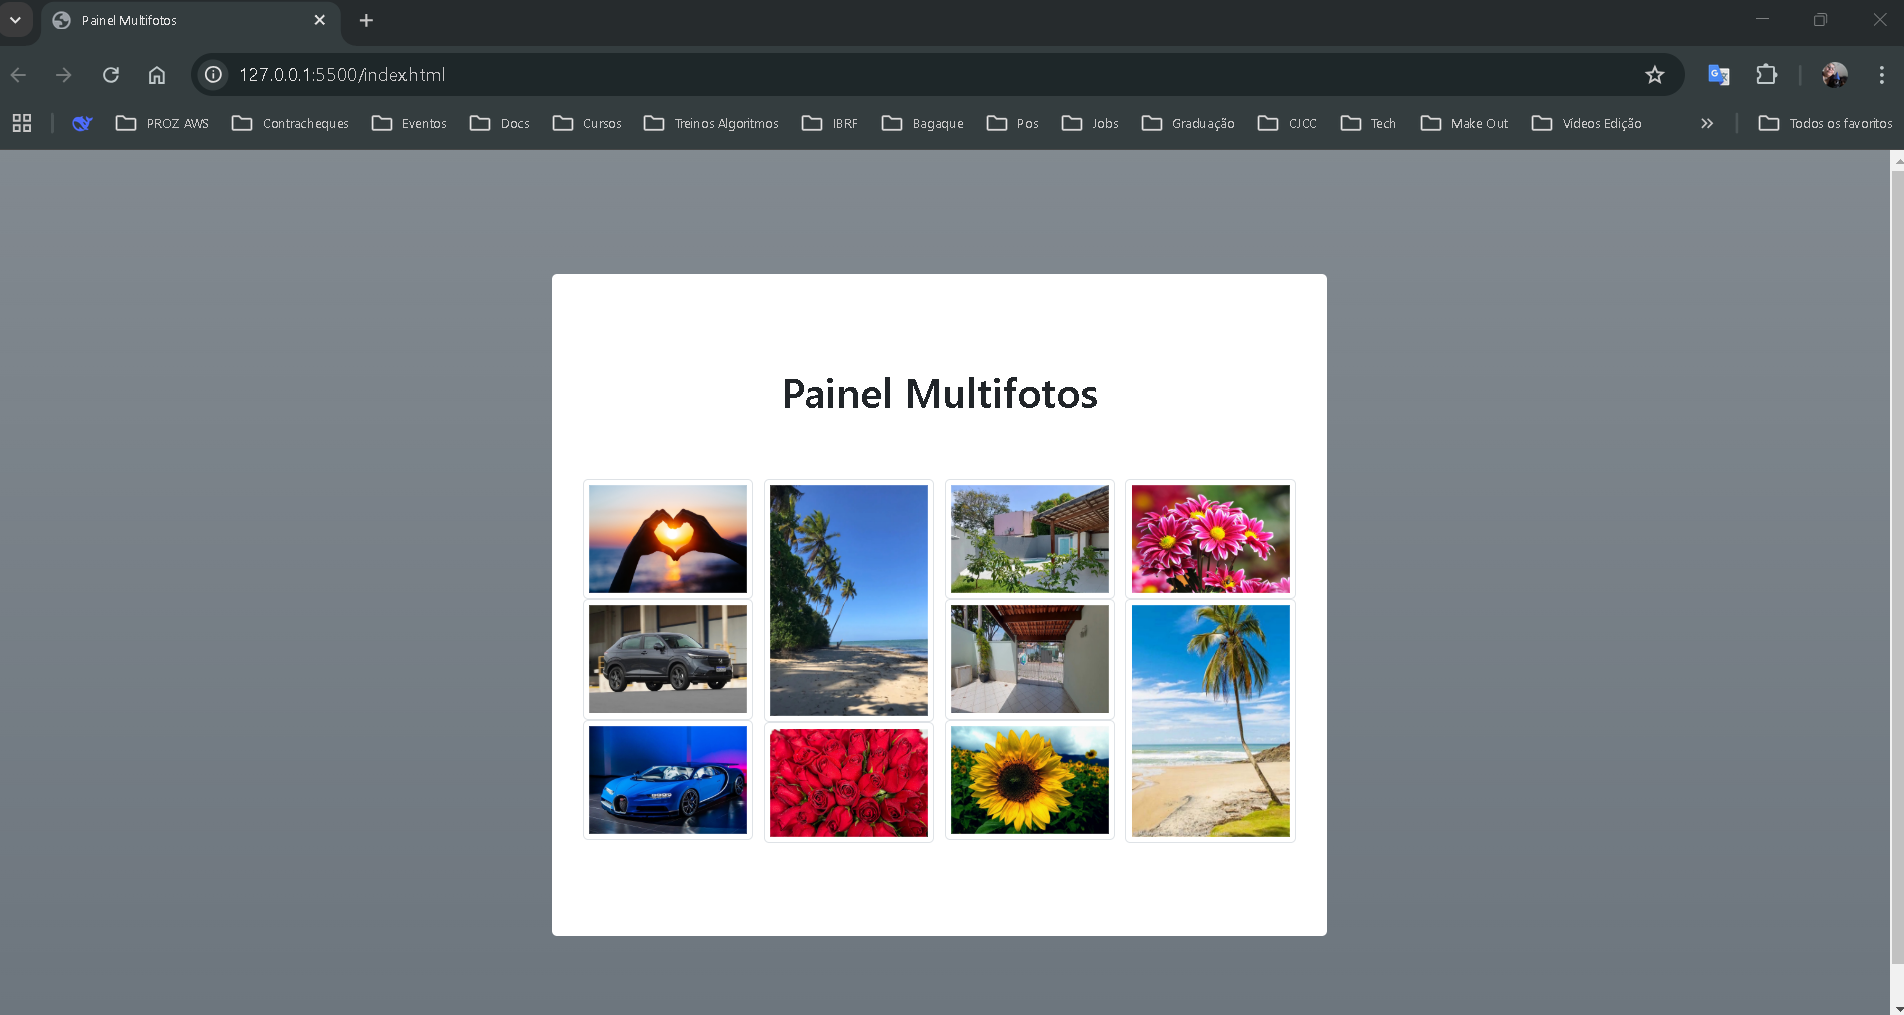 Painel Multifotos
127.0.0.1:5500/index.html
PROZ AWS Contracheques Eventos Docs Cursos Treinos Algoritmos IBRF Bagaque Pos Jobs Graduação CJCC Tech Make Out Vídeos Edição Todos os favoritos
Painel Multifotos